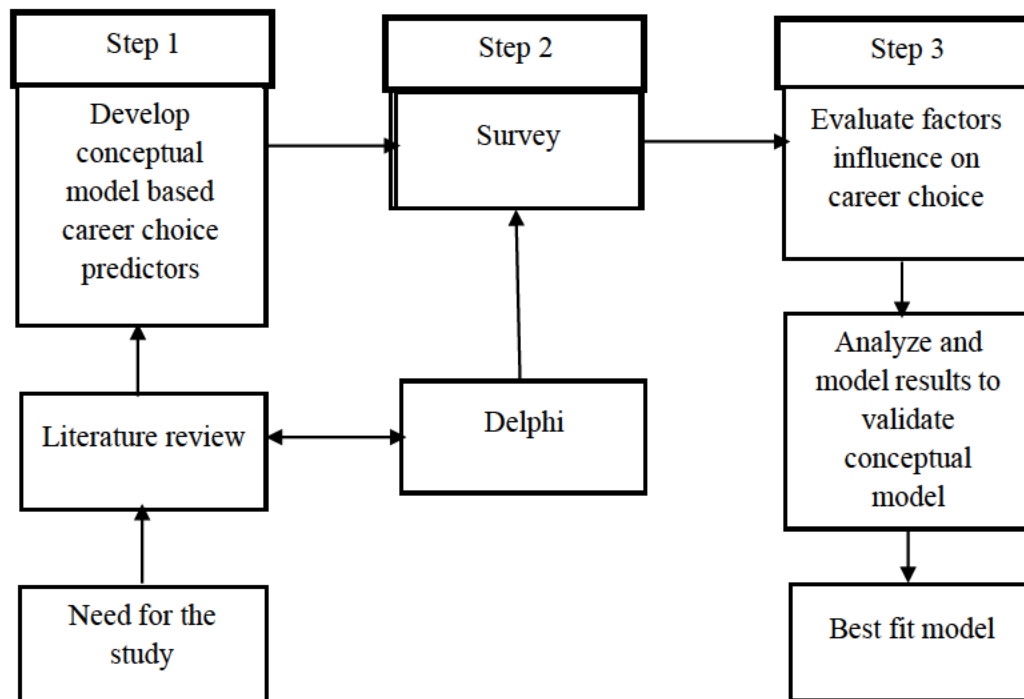 Step 1
Develop
conceptual
model based
career choice
predictors
Literature review
Need for the
study
Step 2
Survey
Delphi
Step 3
Evaluate factors
influence on
career choice
Analyze and
model results to
validate
conceptual
model
Best fit model